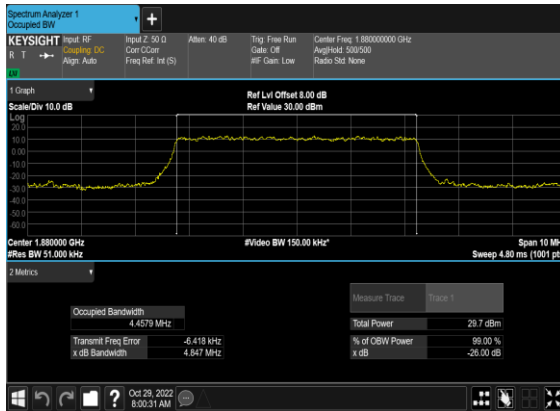 Spectrum Analyzer 1
Occupied BW
KEYSIGHT
R T
Input: RF
Coupling: DC
Align: Auto
Input Z: 50 Ω
Corr CCorr
Freq Ref: Int (S)
Atten: 40 dB
Trig: Free Run
Gate: Off
#IF Gain: Low
Center Freq: 1.880000000 GHz
Avg|Hold: 500/500
Radio Std: None
1 Graph
Scale/Div 10.0 dB
Ref Lvl Offset 8.00 dB
Ref Value 30.00 dBm
Log
20.0
10.0
0.00
-10.0
-20.0
-30.0
-40.0
-50.0
-60.0
Center 1.880000 GHz
#Video BW 150.00 kHz*
Span 10 MH
#Res BW 51.000 kHz
Sweep 4.80 ms (1001 pt
2 Metrics
Measure Trace Trace 1
Occupied Bandwidth
4.4579 MHz
Total Power 29.7 dBm
Transmit Freq Error -6.418 kHz
% of OBW Power 99.00 %
x dB Bandwidth 4.847 MHz
x dB -26.00 dB
?
Oct 29, 2022
8:00:31 AM